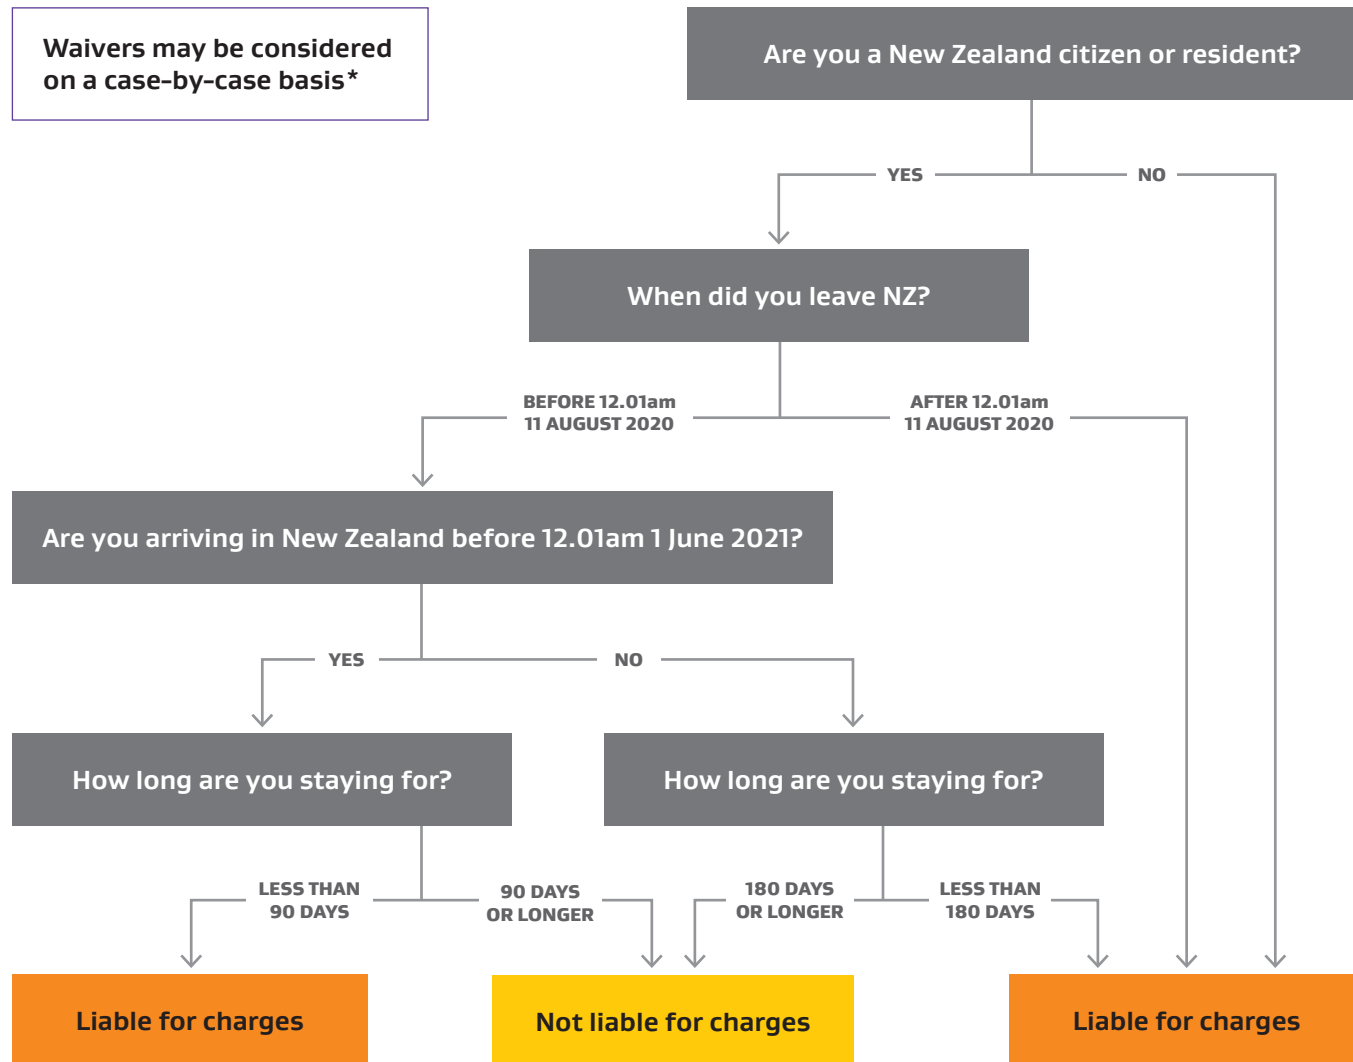 Waivers may be considered
on a case-by-case basis*
Are you a New Zealand citizen or resident?
YES
NO
When did you leave NZ?
BEFORE 12.01am
11 AUGUST 2020
AFTER 12.01am
11 AUGUST 2020
Are you arriving in New Zealand before 12.01am 1 June 2021?
YES
NO
How long are you staying for?
How long are you staying for?
LESS THAN
90 DAYS
90 DAYS
OR LONGER
180 DAYS
OR LONGER
LESS THAN
180 DAYS
Liable for charges
Not liable for charges
Liable for charges